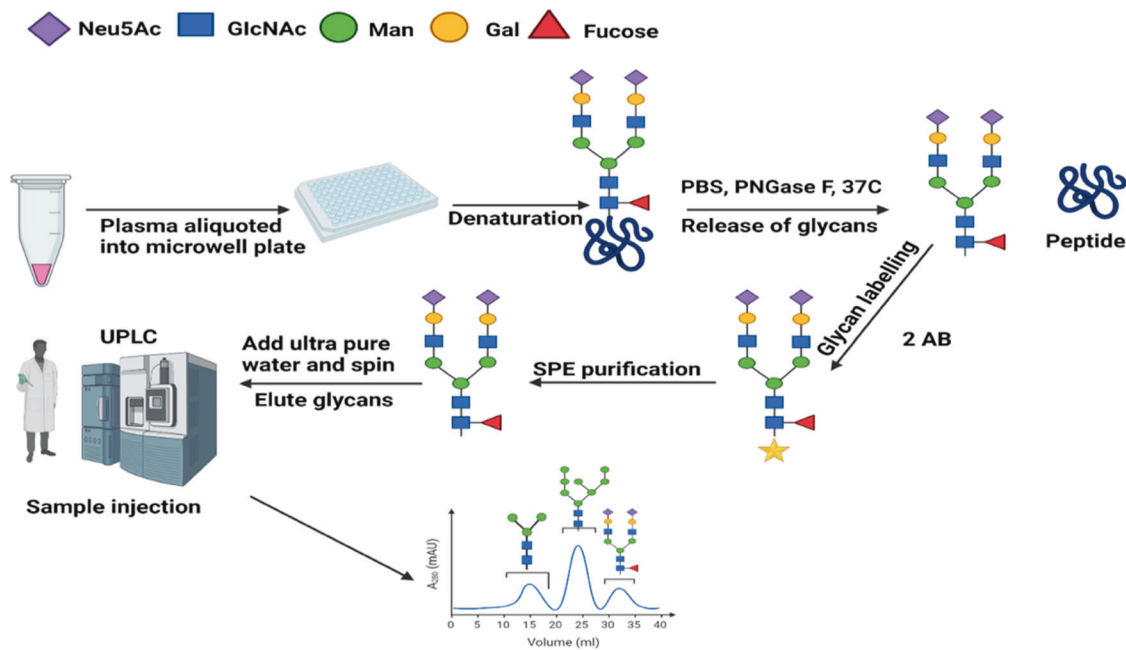 Neu5Ac
GlcNAc
Man
Gal
Fucose
Plasma aliquoted
into microwell plate
Denaturation
PBS, PNGase F, 37C
Release of glycans
Peptide
Glycan labelling
2 AB
SPE purification
Add ultra pure
water and spin
Elute glycans
UPLC
Sample injection
A280 (mAU)
0 5 10 15 20 25 30 35 40
Volume (ml)